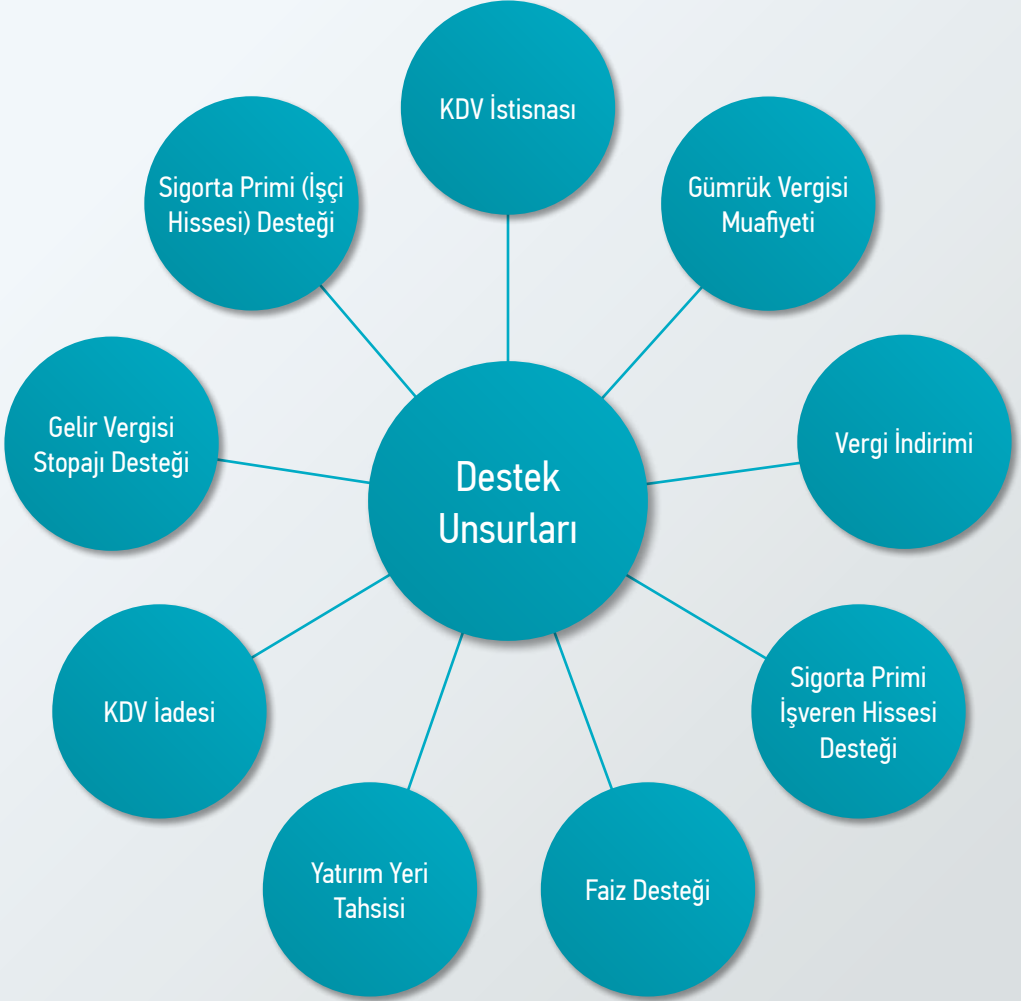 KDV İstisnası
Gümrük Vergisi
Muafiyeti
Vergi İndirimi
Sigorta Primi
İşveren Hissesi
Desteği
Faiz Desteği
Yatırım Yeri
Tahsisi
KDV İadesi
Gelir Vergisi
Stopajı Desteği
Sigorta Primi (İşçi
Hissesi) Desteği
Destek
Unsurları